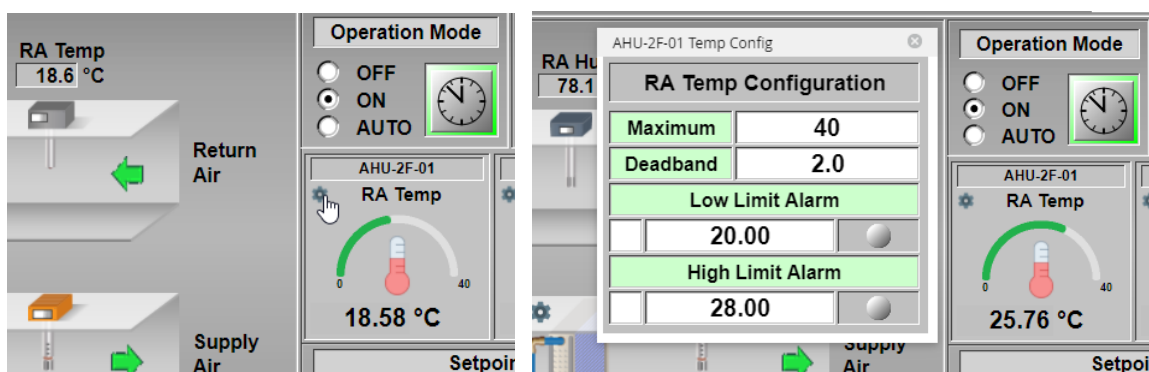 RA Temp
18.6 °C
Return
Air
Supply
Air
Operation Mode
OFF
ON
AUTO
AHU-2F-01
RA Temp
0
40
18.58 °C
Setpoi
RA Hu
78.1
AHU-2F-01 Temp Config
RA Temp Configuration
Maximum 40
Deadband 2.0
Low Limit Alarm
20.00
High Limit Alarm
28.00
Supply
Air
Operation Mode
OFF
ON
AUTO
AHU-2F-01
RA Temp
0
40
25.76 °C
Setpoi